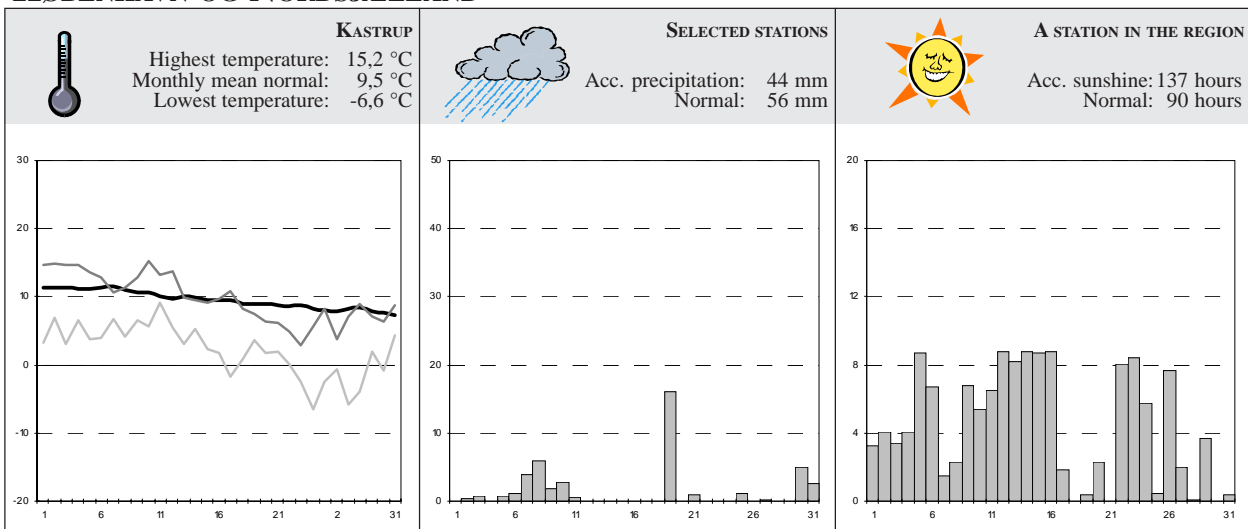 KASTRUP
Highest temperature: 15,2 °C
Monthly mean normal: 9,5 °C
Lowest temperature: -6,6 °C
SELECTED STATIONS
Acc. precipitation: 44 mm
Normal: 56 mm
A STATION IN THE REGION
Acc. sunshine: 137 hours
Normal: 90 hours
30
20
10
0
-10
-20
1 6 11 16 21 2 31
50
40
30
20
10
0
1 6 11 16 21 26 31
20
16
12
8
4
0
1 6 11 16 21 26 31